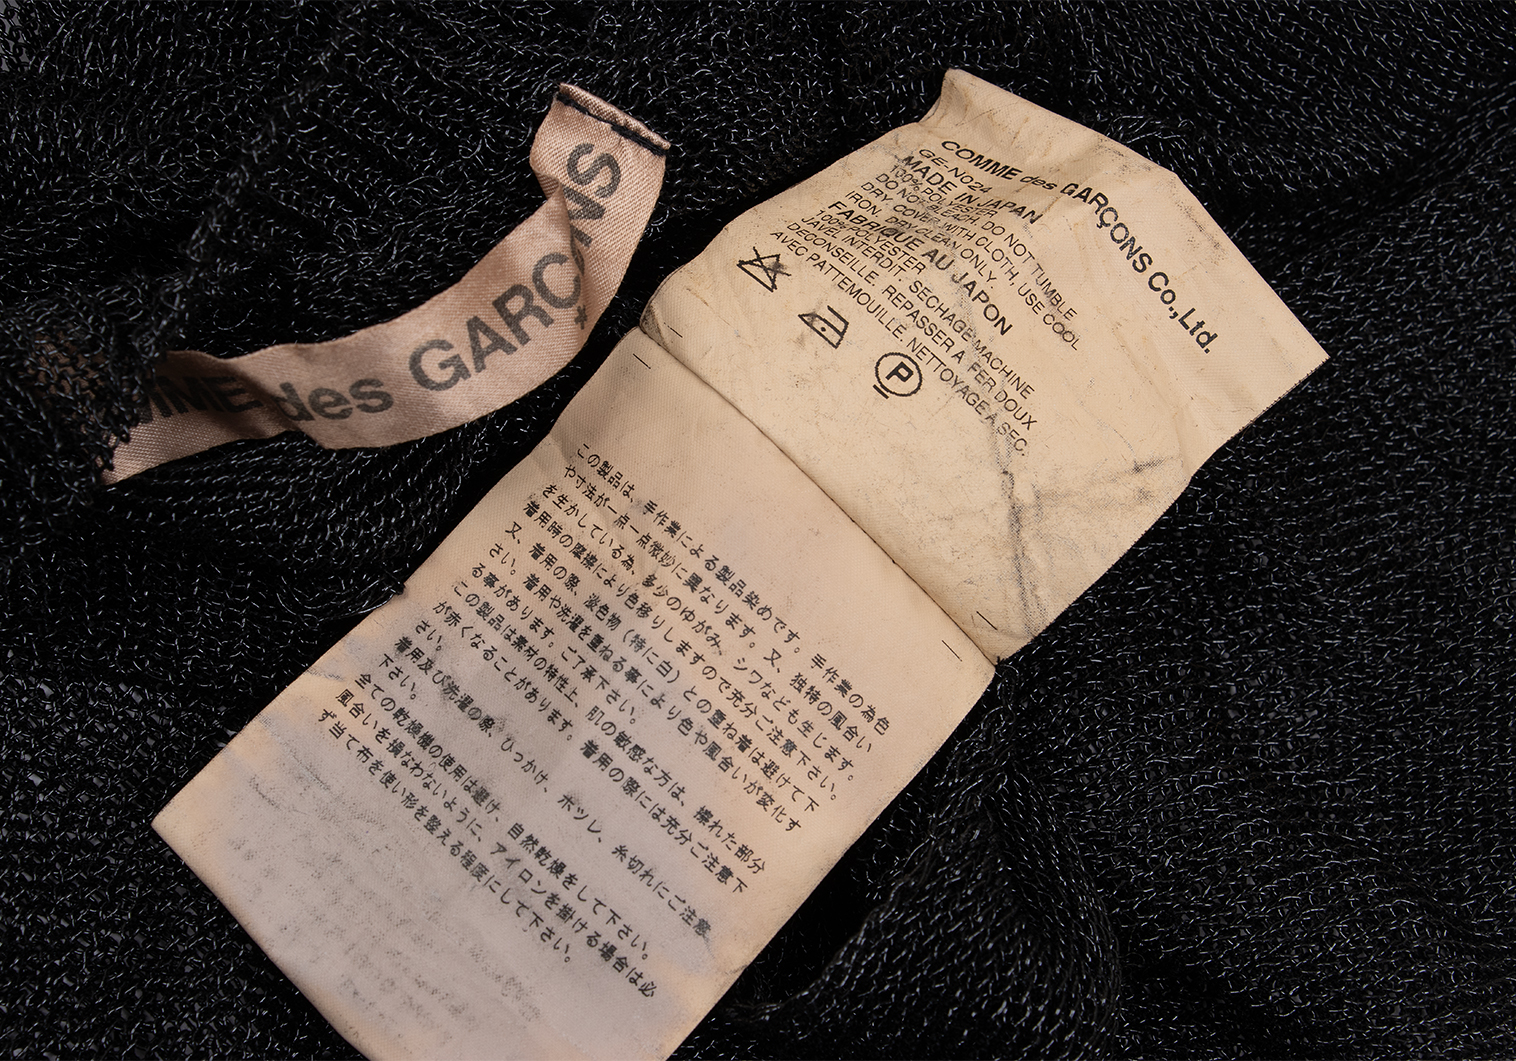 des GARÇONS
COMME des GARÇONS Co.,Ltd.
GE-N024
MADE IN JAPAN
100% POLYESTER
DO NOT BLEACH, DO NOT TUMBLE
DRY. COVER WITH CLOTH, USE COOL
IRON. DRY CLEAN ONLY.
FABRIQUE AU JAPON
100%POLYESTER
JAVEL INTERDIT. SECHAGE MACHINE
DECONSEILLE. REPASSER A FER DOUX
AVEC PATTEMOUILLE. NETTOYAGE A SEC.
P
この製品は、手作業による製品染めです。手作業の為色
や寸法が一点一点微妙に異なります。又、独特の風合い
を生かしている為、多少のゆがみ、シワなども生じます。
着用時の摩擦により色移りしますので充分ご注意下さい。
又、着用の際、淡色物（特に白）との重ね着は避けて下
さい。着用や洗濯を重ねる事により色や風合いが変化す
る事があります。ご了承下さい。
この製品は素材の特性上、肌の敏感な方は、擦れた部分
が赤くなることがあります。着用の際には充分ご注意下
さい。
着用及び洗濯の際、ひっかけ、ホツレ、糸切れにご注意
下さい。
全ての乾燥機の使用は避け、自然乾燥をして下さい。
風合いを損なわないように、アイロンを掛ける場合は必
ず当て布を使い形を整える程度にして下さい。